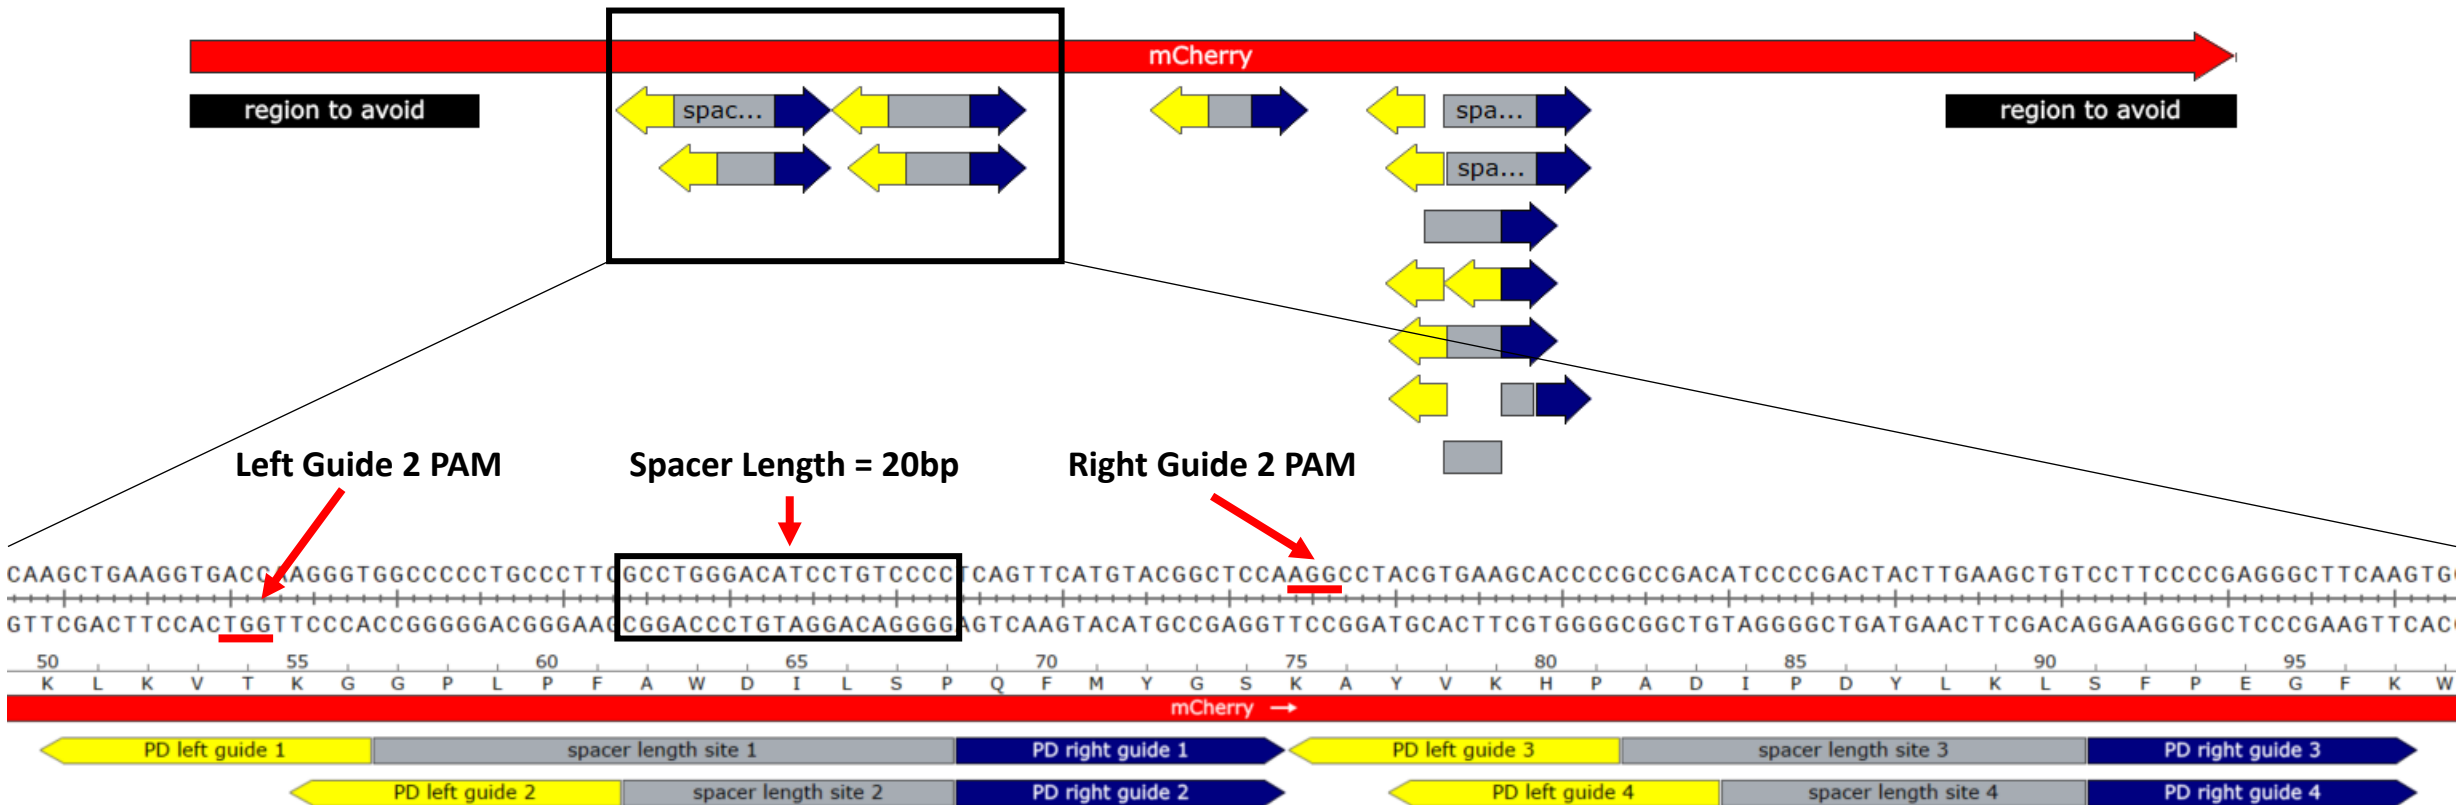 mCherry
region to avoid
region to avoid
spac...
spa...
spa...
Left Guide 2 PAM
Spacer Length = 20bp
Right Guide 2 PAM
CAAGCTGAAGGTGACCAAGGGTGGCCCCCTGCCCTTCGCCTGGGACATCCTGTCCCCTCAGTTCATGTACGGCTCCAAGGCCTACGTGAAGCACCCCGCCGACATCCCCGACTACTTGAAGCTGTCCTTCCCCGAGGGCTTCAAGTG
GTTCGACTTCCACTGGTTCCCACCGGGGGACGGGAAGCGGACCCTGTAGGACAGGGGAGTCAAGTACATGCCGAGGTTCCGGATGCACTTCGTGGGGCGGCTGTAGGGGCTGATGAACTTCGACAGGAAGGGGCTCCCGAAGTTCAC
50 55 60 65 70 75 80 85 90 95
K L K V T K G G P L P F A W D I L S P Q F M Y G S K A Y V K H P A D I P D Y L K L S F P E G F K W
mCherry
PD left guide 1 spacer length site 1 PD right guide 1 PD left guide 3 spacer length site 3 PD right guide 3
PD left guide 2 spacer length site 2 PD right guide 2 PD left guide 4 spacer length site 4 PD right guide 4